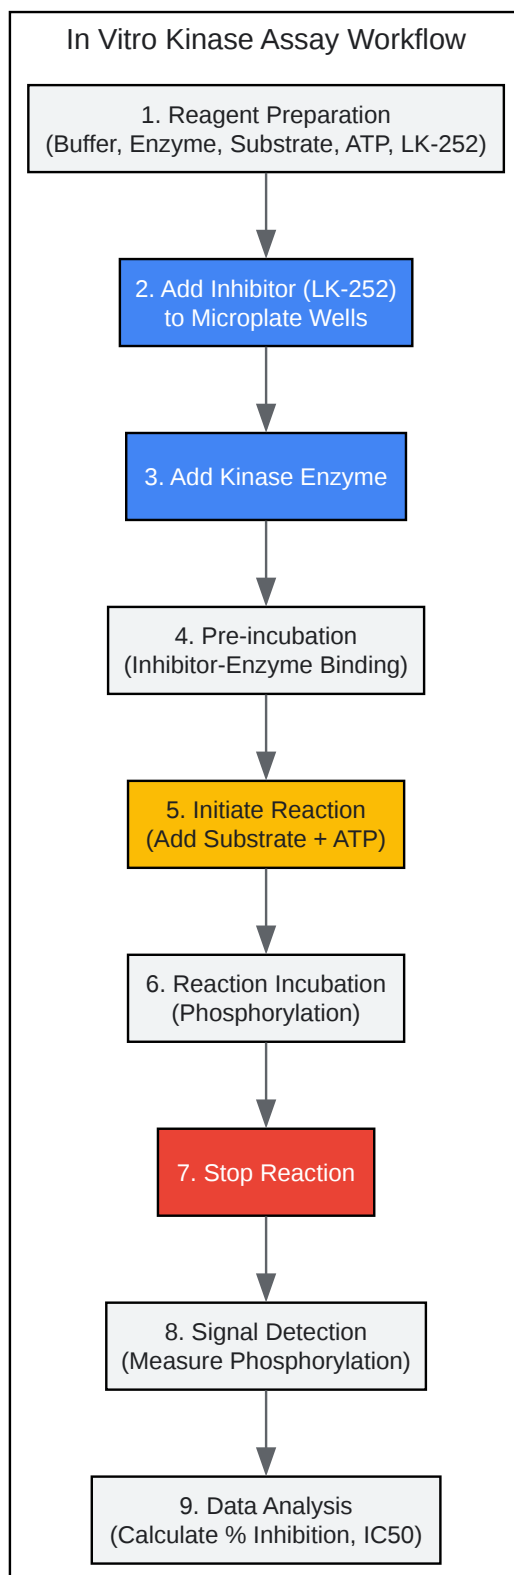 In Vitro Kinase Assay Workflow
1. Reagent Preparation
(Buffer, Enzyme, Substrate, ATP, LK-252)
2. Add Inhibitor (LK-252)
to Microplate Wells
3. Add Kinase Enzyme
4. Pre-incubation
(Inhibitor-Enzyme Binding)
5. Initiate Reaction
(Add Substrate + ATP)
6. Reaction Incubation
(Phosphorylation)
7. Stop Reaction
8. Signal Detection
(Measure Phosphorylation)
9. Data Analysis
(Calculate % Inhibition, IC50)